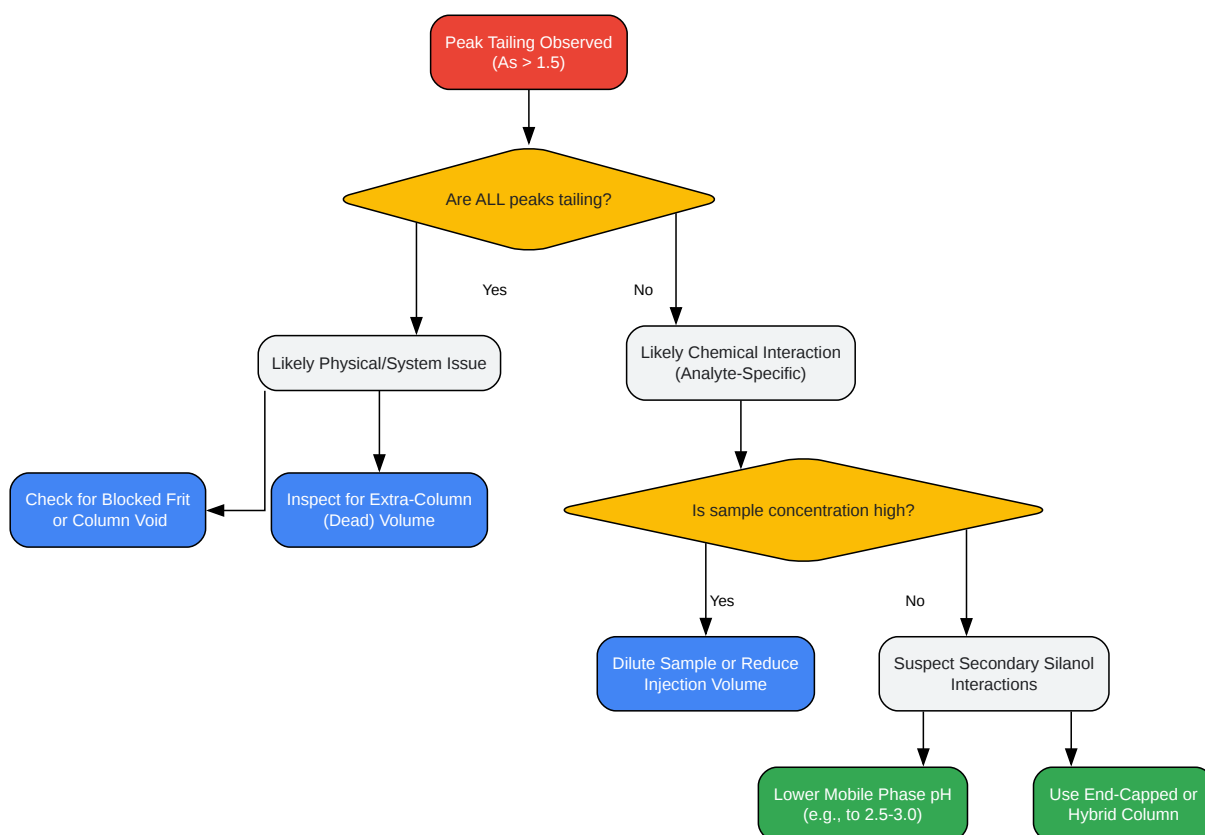 Peak Tailing Observed
(As > 1.5)
Are ALL peaks tailing?
Yes
No
Likely Physical/System Issue
Likely Chemical Interaction
(Analyte-Specific)
Check for Blocked Frit
or Column Void
Inspect for Extra-Column
(Dead) Volume
Is sample concentration high?
Yes
No
Dilute Sample or Reduce
Injection Volume
Suspect Secondary Silanol
Interactions
Lower Mobile Phase pH
(e.g., to 2.5-3.0)
Use End-Capped or
Hybrid Column